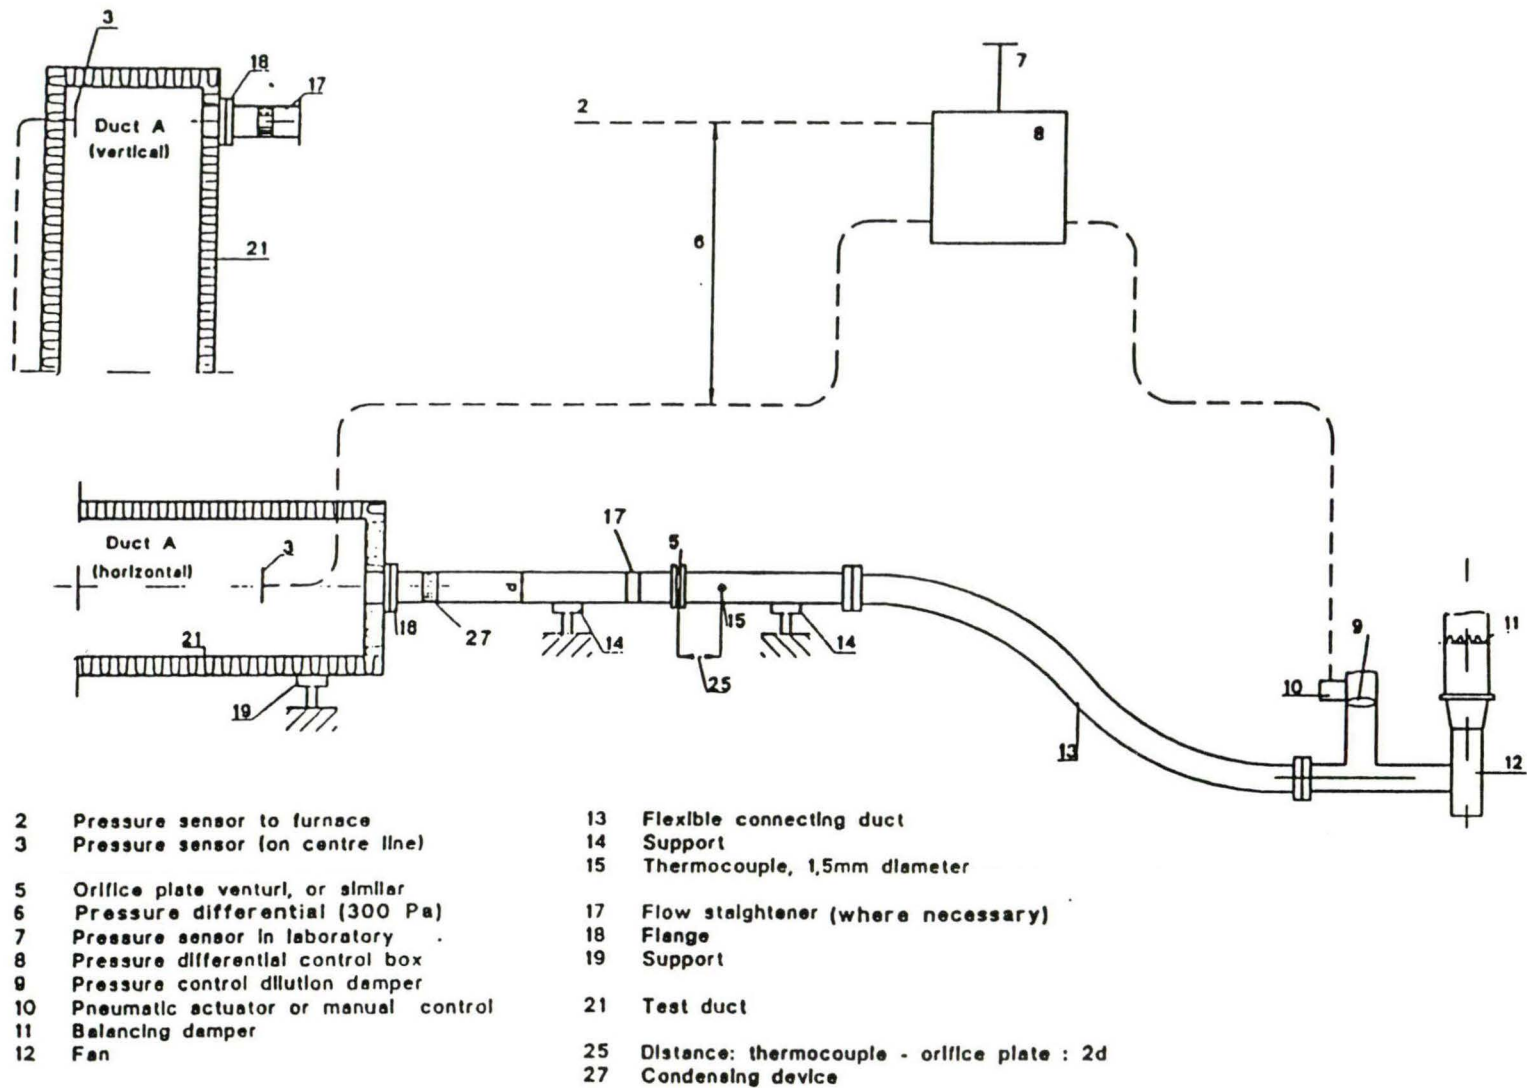 3
18
17
Duct A
(vertical)
21
2
7
8
6
Duct A
(horizontal)
3
17
5
d
18
27
14
15
14
25
21
19
13
9
10
11
12
2 Pressure sensor to furnace
3 Pressure sensor (on centre line)
5 Orifice plate venturi, or similar
6 Pressure differential (300 Pa)
7 Pressure sensor in laboratory
8 Pressure differential control box
9 Pressure control dilution damper
10 Pneumatic actuator or manual control
11 Balancing damper
12 Fan
13 Flexible connecting duct
14 Support
15 Thermocouple, 1,5mm diameter
17 Flow staightener (where necessary)
18 Flange
19 Support
21 Test duct
25 Distance: thermocouple - orifice plate : 2d
27 Condensing device